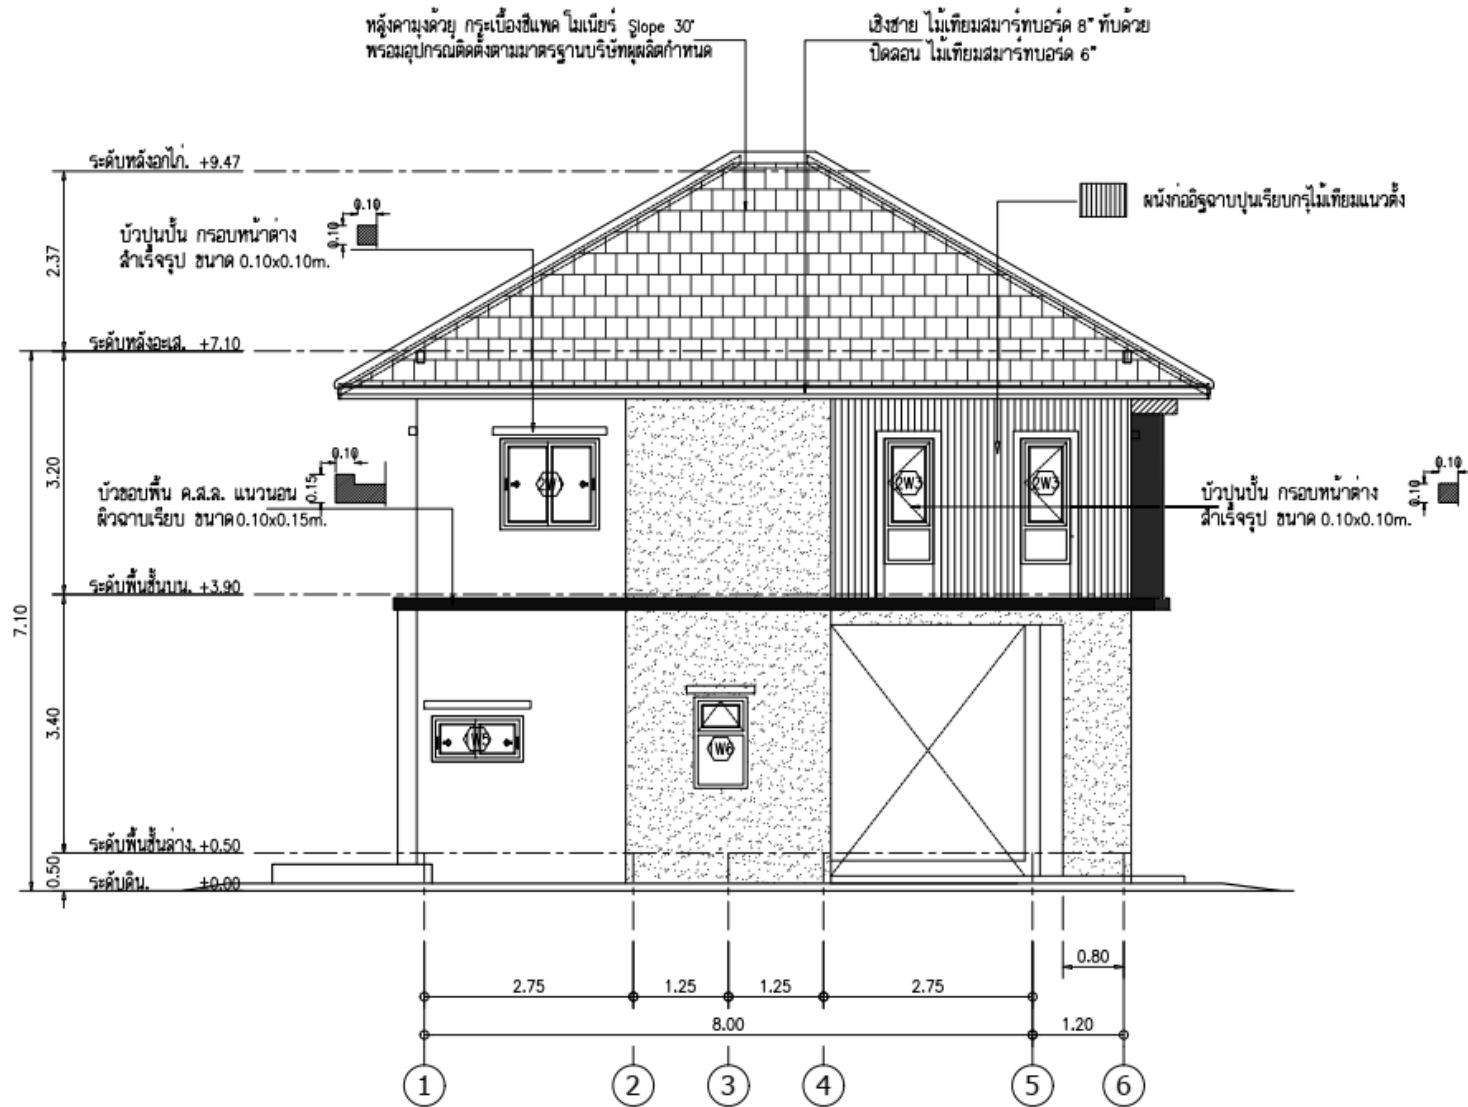 หลังคามุงด้วย กระเบื้องซีแพค โมเนียร์ Slope 30°
พร้อมอุปกรณ์ติดตั้งตามมาตรฐานบริษัทผู้ผลิตกำหนด
เชิงชาย ไม้เทียมสมาร์ทบอร์ด 8" ทับด้วย
ปิดลอน ไม้เทียมสมาร์ทบอร์ด 6"
ระดับหลังอกไก่. +9.47
ผนังก่ออิฐฉาบปูนเรียบกรุไม้เทียมแนวตั้ง
0.10
0.10
บัวปูนปั้น กรอบหน้าต่าง
สำเร็จรูป ขนาด 0.10x0.10m.
2.37
ระดับหลังอะเส. +7.10
3.20
0.10
0.15
บัวขอบพื้น ค.ส.ล. แนวนอน
ผิวฉาบเรียบ ขนาด0.10x0.15m.
2W3
2W3
0.10
0.10
บัวปูนปั้น กรอบหน้าต่าง
สำเร็จรูป ขนาด 0.10x0.10m.
ระดับพื้นชั้นบน. +3.90
7.10
3.40
1W5
1W6
ระดับพื้นชั้นล่าง. +0.50
0.50
ระดับดิน. ±0.00
0.80
2.75
1.25
1.25
2.75
8.00
1.20
1
2
3
4
5
6